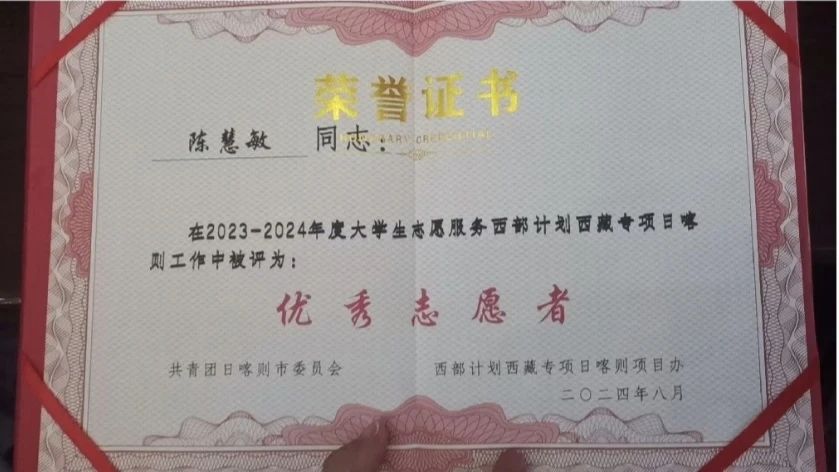 荣誉证书
HONORARY CREDENTIAL
陈慧敏 同志：
在2023-2024年度大学生志愿服务西部计划西藏专项日喀
则工作中被评为：
优秀志愿者
共青团日喀则市委员会 西部计划西藏专项日喀则项目办
二〇二四年八月